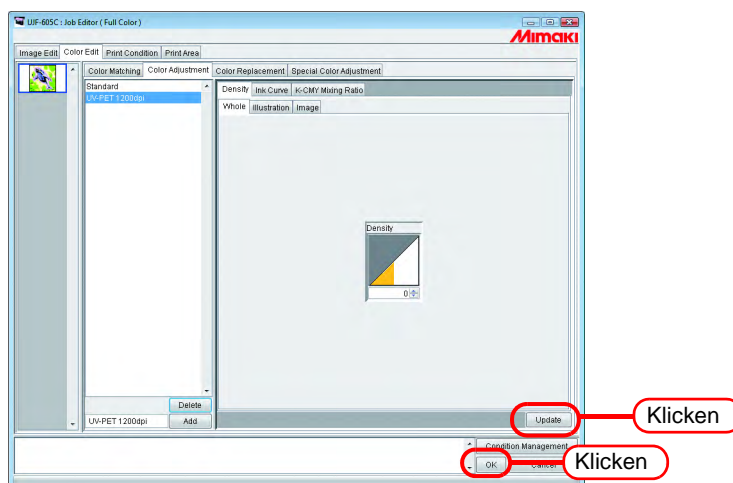 UJF-605C : Job Editor ( Full Color )
Mimaki
Image Edit Color Edit Print Condition Print Area
Color Matching Color Adjustment Color Replacement Special Color Adjustment
Standard
UV-PET 1200dpi
Density Ink Curve K-CMY Mixing Ratio
Whole Illustration Image
Density
0
Delete
UV-PET 1200dpi Add
Update
Klicken
Condition Management
OK Cancel
Klicken